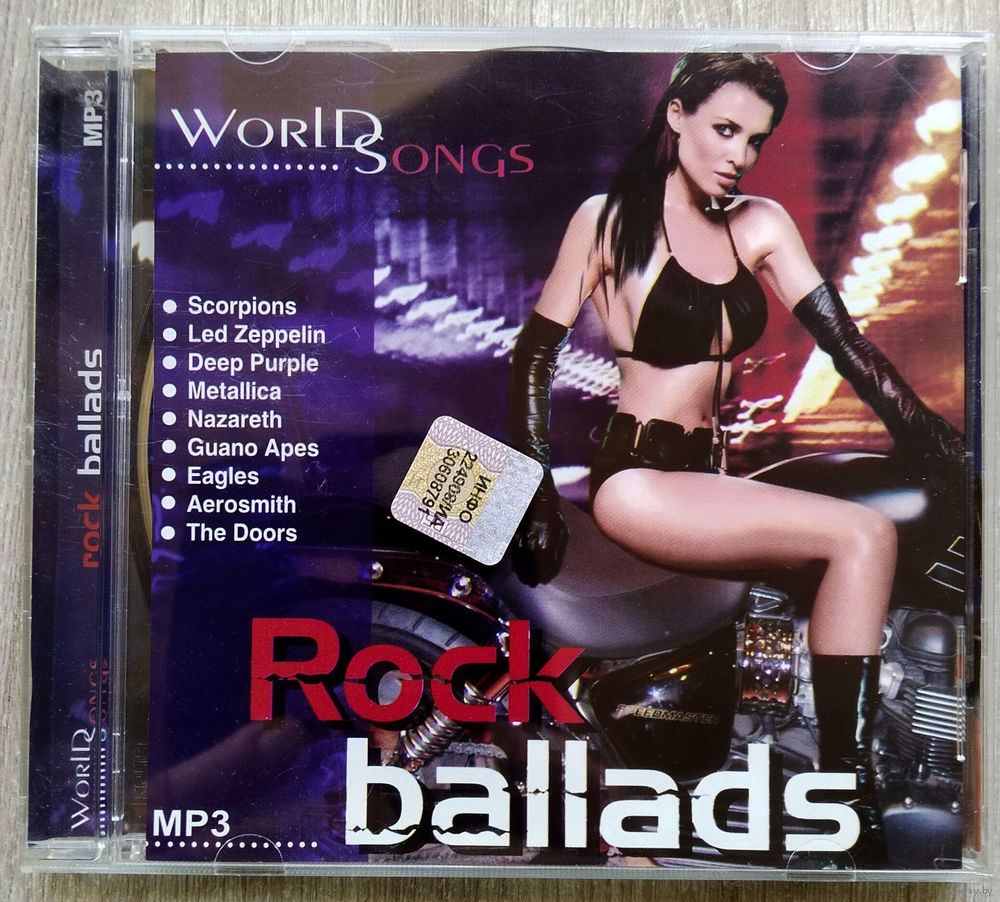 WORLD SONGS
Scorpions
Led Zeppelin
Deep Purple
Metallica
Nazareth
Guano Apes
Eagles
Aerosmith
The Doors
Rock
ballads
MP3
MP3
rock ballads
WORLD SONGS
ИНФО
30608791